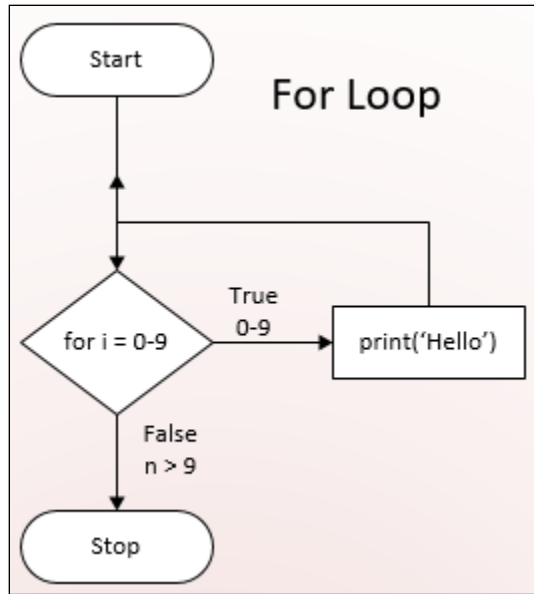 Start
For Loop
True
0-9
for i = 0-9
print(‘Hello’)
False
n > 9
Stop